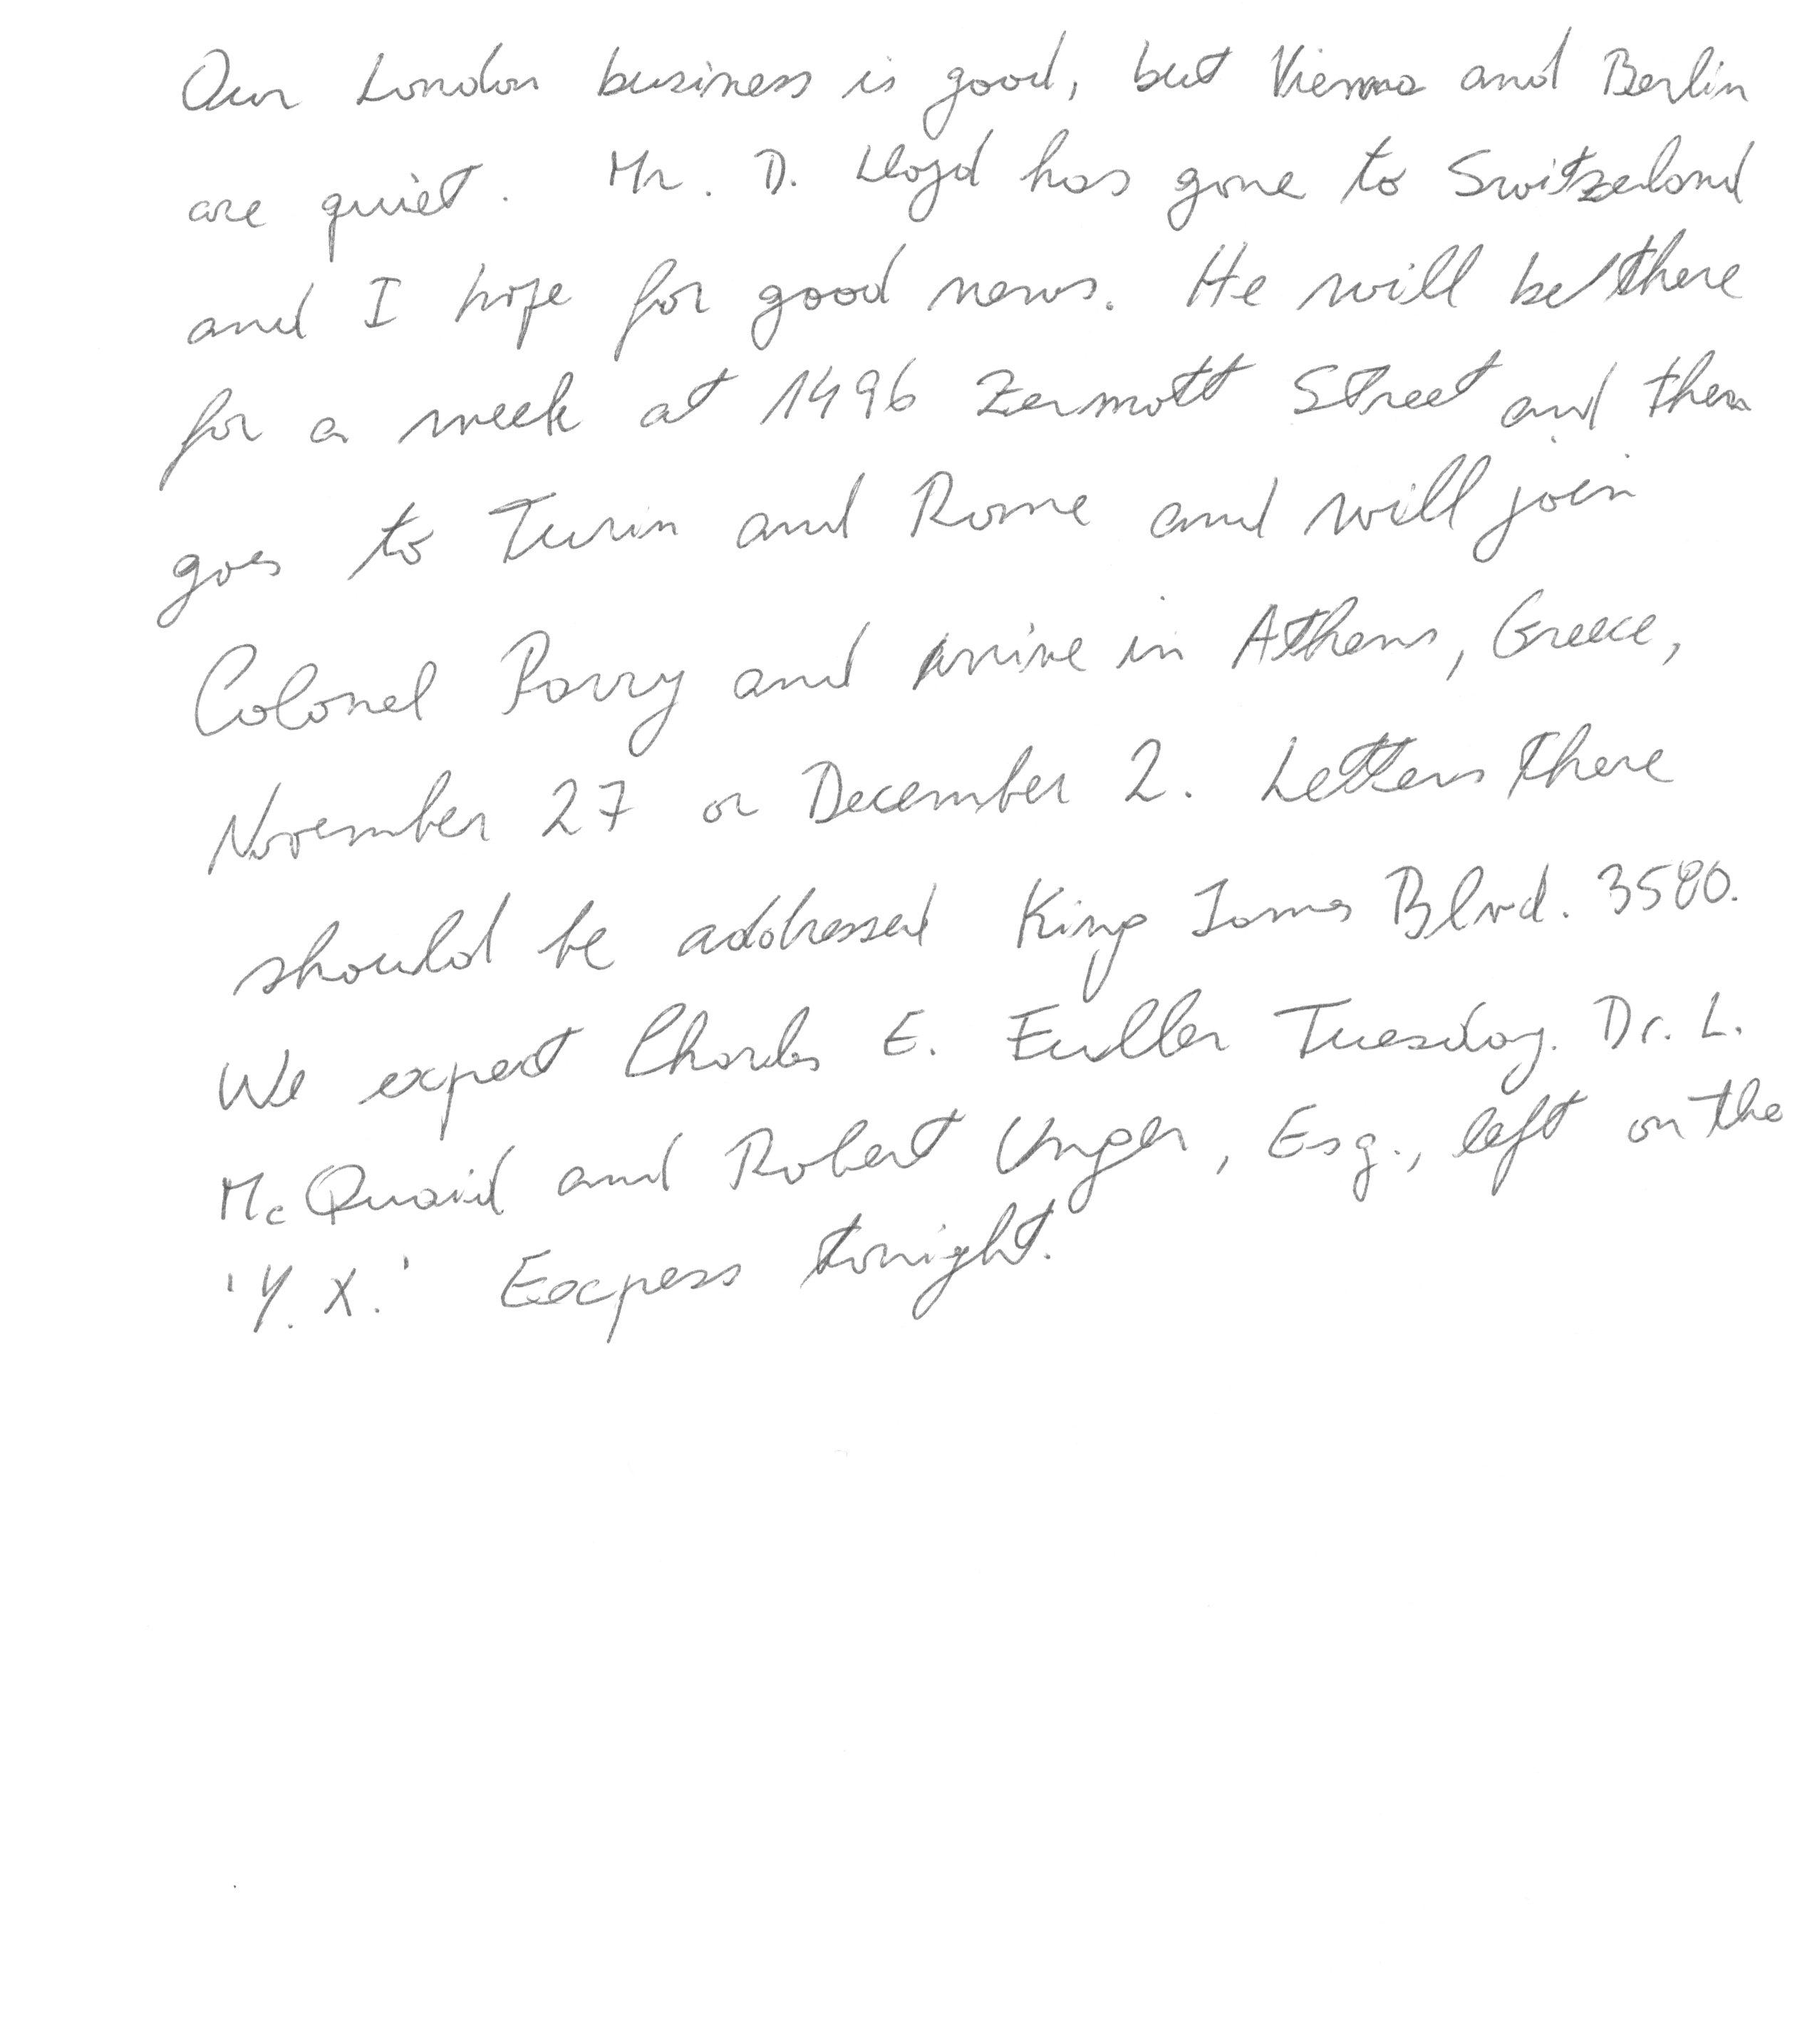 Our London business is good, but Vienna and Berlin
are quiet. Mr. D. Lloyd has gone to Switzerland
and I hope for good news. He will be there
for a week at 1496 Zermott Street and then
goes to Turin and Rome and will join
Colonel Parry and arrive in Athens, Greece,
November 27 or December 2. Letters there
should be addressed King James Blvd. 3580.
We expect Charles E. Fuller Tuesday. Dr. L.
McQuaid and Robert Unger, Esq., left on the
'Y. X.' Expess tonight.